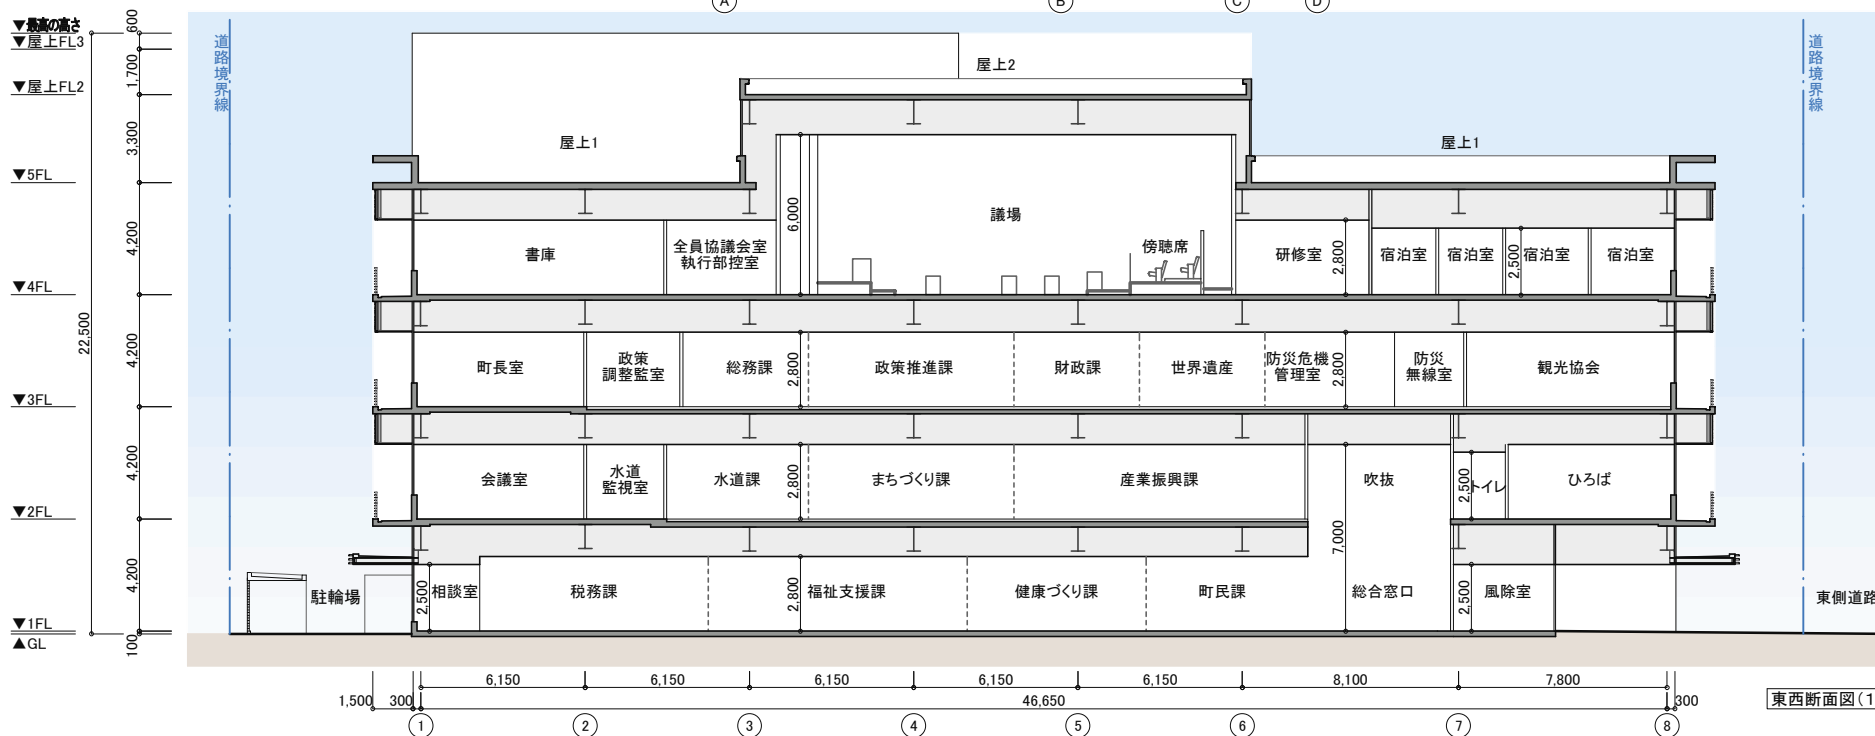 A B C D
▼最高の高さ
600
▼屋上FL3
1,700
▼屋上FL2
3,300
▼5FL
4,200
▼4FL
4,200
22,500
▼3FL
4,200
▼2FL
4,200
▼1FL
▲GL
100
道路境界線
道路境界線
屋上2
屋上1
屋上1
6,000
議場
傍聴席
書庫
全員協議会室
執行部控室
研修室
2,800
宿泊室
宿泊室
2,500
宿泊室
宿泊室
町長室
政策
調整監室
総務課
2,800
政策推進課
財政課
世界遺産
防災危機
管理室
2,800
防災
無線室
観光協会
会議室
水道
監視室
水道課
2,800
まちづくり課
産業振興課
吹抜
2,500
トイレ
ひろば
7,000
駐輪場
2,500
相談室
税務課
2,800
福祉支援課
健康づくり課
町民課
総合窓口
2,500
風除室
東側道路
6,150 6,150 6,150 6,150 6,150 8,100 7,800
1,500 300 46,650 300
1 2 3 4 5 6 7 8
東西断面図(1